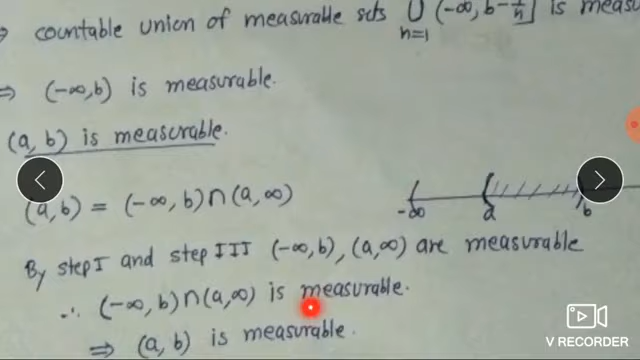 ⇒ countable union of measurable sets ⋃ₙ₌₁ (-∞, b-1/n] is
⇒ (-∞,b) is measurable.
(a, b) is measurable.
(a,b) = (-∞, b)∩(a,∞)
-∞ a b
By step I and step III (-∞, b), (a,∞) are measurable
∴ (-∞, b)∩(a,∞) is measurable.
⇒ (a, b) is measurable.
V RECORDER